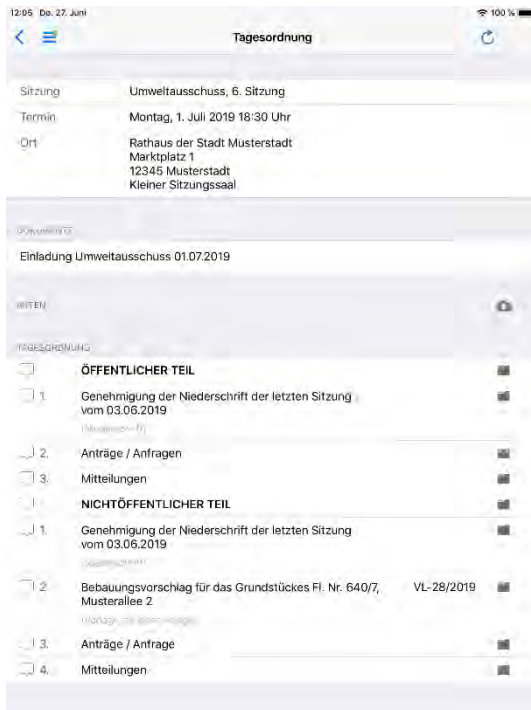 12:05 Do. 27. Juni 100 %
Tagesordnung
Sitzung Umweltausschuss, 6. Sitzung
Termin Montag, 1. Juli 2019 18:30 Uhr
Ort Rathaus der Stadt Musterstadt
Marktplatz 1
12345 Musterstadt
Kleiner Sitzungssaal
DOKUMENTE
Einladung Umweltausschuss 01.07.2019
TAGESORDNUNG
ÖFFENTLICHER TEIL
1. Genehmigung der Niederschrift der letzten Sitzung
vom 03.06.2019
2. Anträge / Anfragen
3. Mitteilungen
NICHTÖFFENTLICHER TEIL
1. Genehmigung der Niederschrift der letzten Sitzung
vom 03.06.2019
2 Bebauungsvorschlag für das Grundstückes Fl. Nr. 640/7, VL-28/2019
Musterallee 2
3. Anträge / Anfrage
4. Mitteilungen